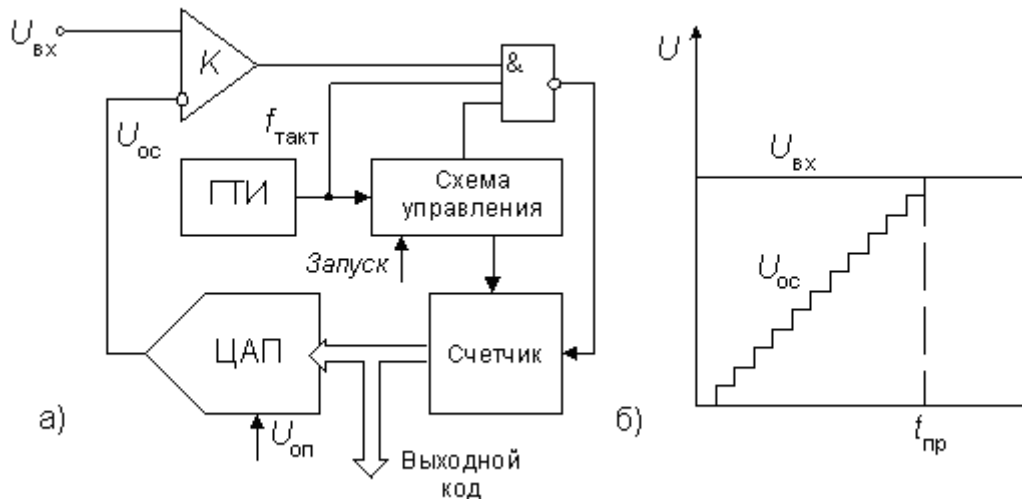 Uвх
K
&
Uос
fтакт
ГТИ
Схема
управления
Запуск
ЦАП
Счетчик
а)
Uоп
Выходной
код
U
Uвх
Uос
б)
tпр